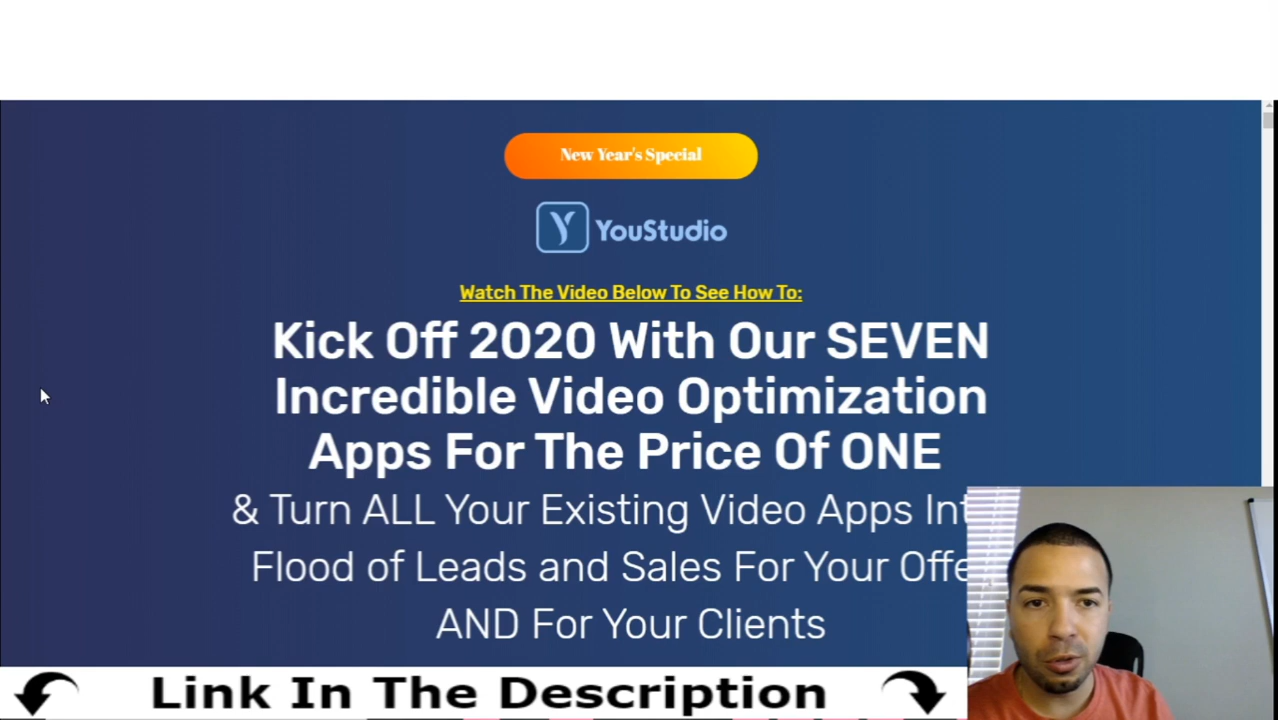 New Year's Special
YouStudio
Watch The Video Below To See How To:
Kick Off 2020 With Our SEVEN
Incredible Video Optimization
Apps For The Price Of ONE
& Turn ALL Your Existing Video Apps
Flood of Leads and Sales For Your
AND For Your Clients
Link In The Description